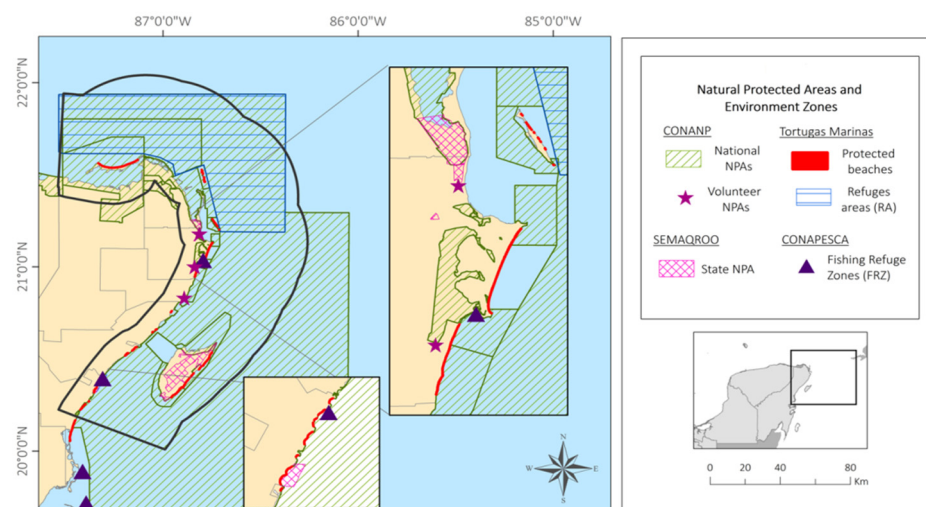 87°0'0"W
86°0'0"W
85°0'0"W
22°0'0"N
21°0'0"N
20°0'0"N
N
W
E
S
Natural Protected Areas and
Environment Zones
CONANP
National
NPAs
Volunteer
NPAs
SEMAQROO
State NPA
Tortugas Marinas
Protected
beaches
Refuges
areas (RA)
CONAPESCA
Fishing Refuge
Zones (FRZ)
0 20 40 80
Km